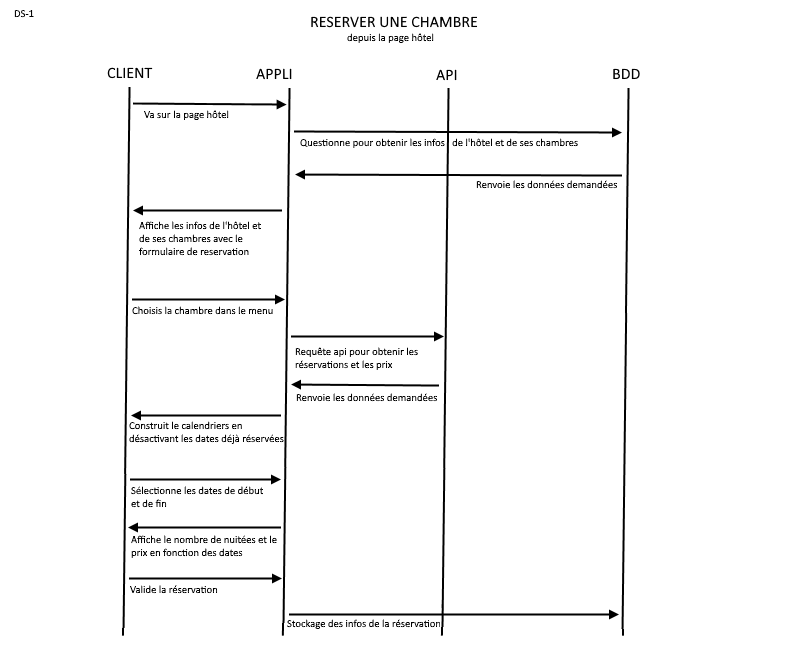 DS-1
RESERVER UNE CHAMBRE
depuis la page hôtel
CLIENT
APPLI
API
BDD
Va sur la page hôtel
Questionne pour obtenir les infos de l'hôtel et de ses chambres
Renvoie les données demandées
Affiche les infos de l'hôtel et
de ses chambres avec le
formulaire de reservation
Choisis la chambre dans le menu
Requête api pour obtenir les
réservations et les prix
Renvoie les données demandées
Construit le calendriers en
désactivant les dates déjà réservées
Sélectionne les dates de début
et de fin
Affiche le nombre de nuitées et le
prix en fonction des dates
Valide la réservation
Stockage des infos de la réservation